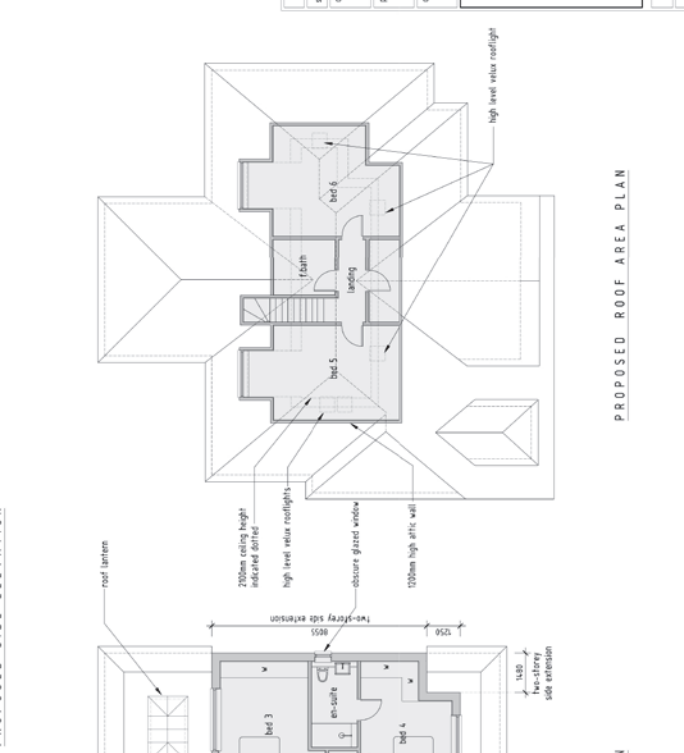 high level velux rooflight
bed 6
f.bath
landing
bed 5
PROPOSED ROOF AREA PLAN
2100mm ceiling height
indicated dotted
high level velux rooflights
obscure glazed window
1200mm high attic wall
roof lantern
two-storey side extension
8055
1250
1480
two-storey
side extension
w
w
w
bed 3
en-suite
bed 4